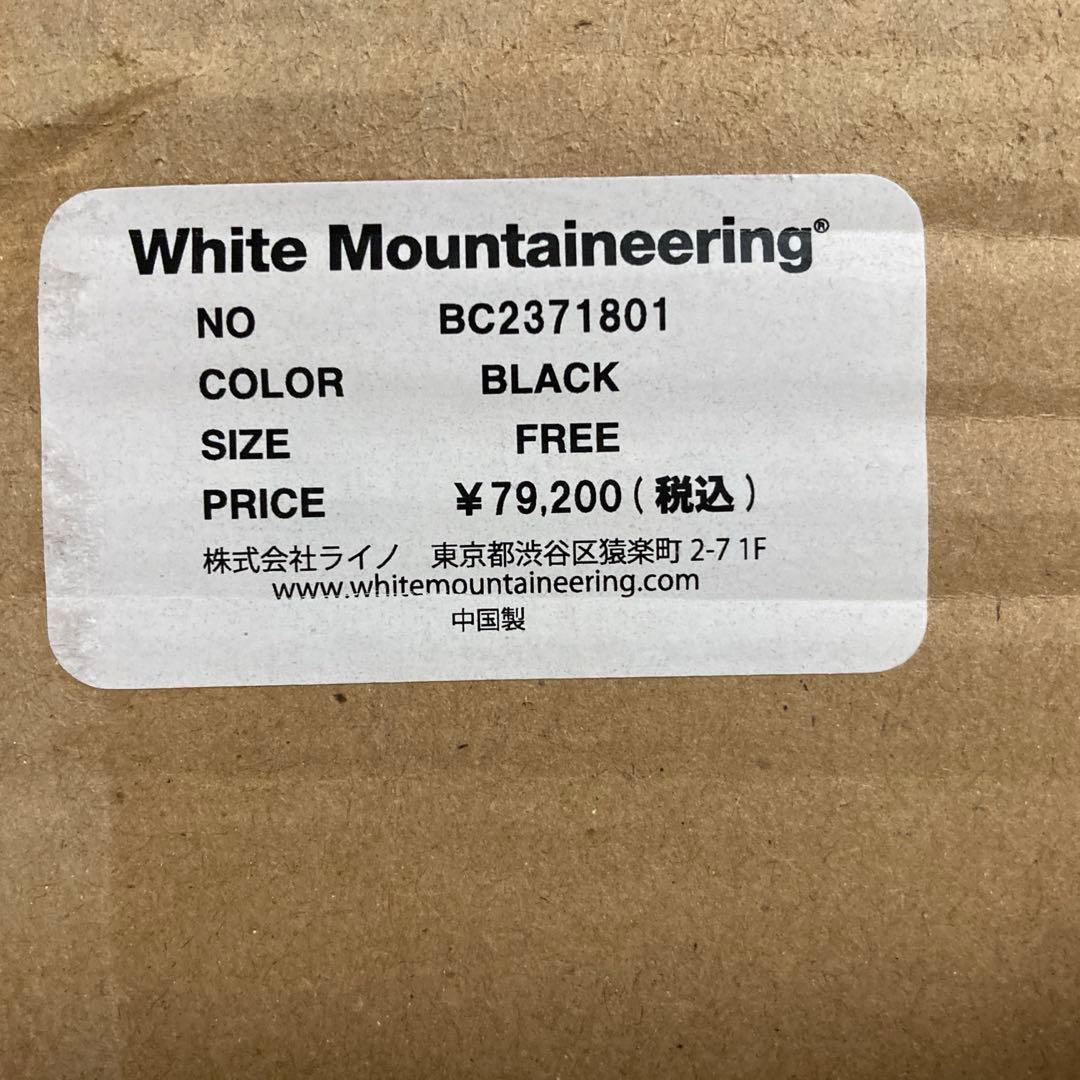 White Mountaineering®
NO BC2371801
COLOR BLACK
SIZE FREE
PRICE ¥79,200(税込)
株式会社ライノ 東京都渋谷区猿楽町 2-7 1F
www.whitemountaineering.com
中国製